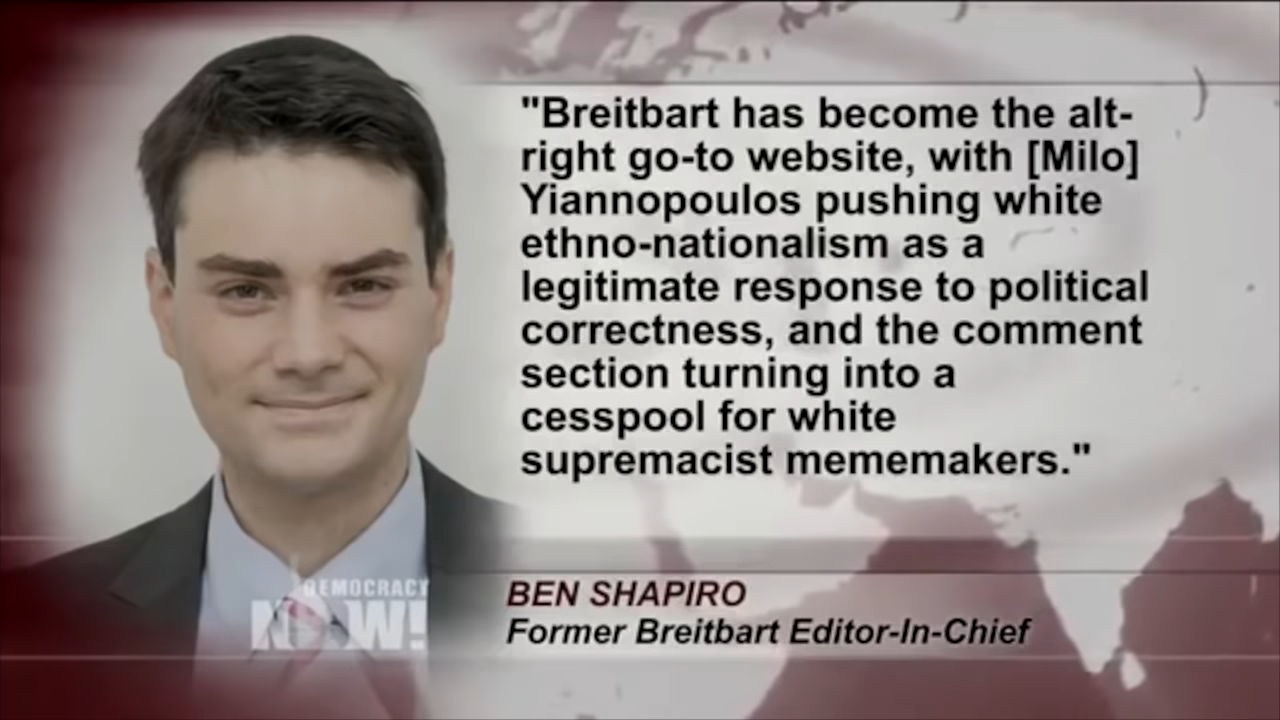 "Breitbart has become the alt-
right go-to website, with [Milo]
Yiannopoulos pushing white
ethno-nationalism as a
legitimate response to political
correctness, and the comment
section turning into a
cesspool for white
supremacist mememakers."
BEN SHAPIRO
Former Breitbart Editor-In-Chief
DEMOCRACY
NOW!